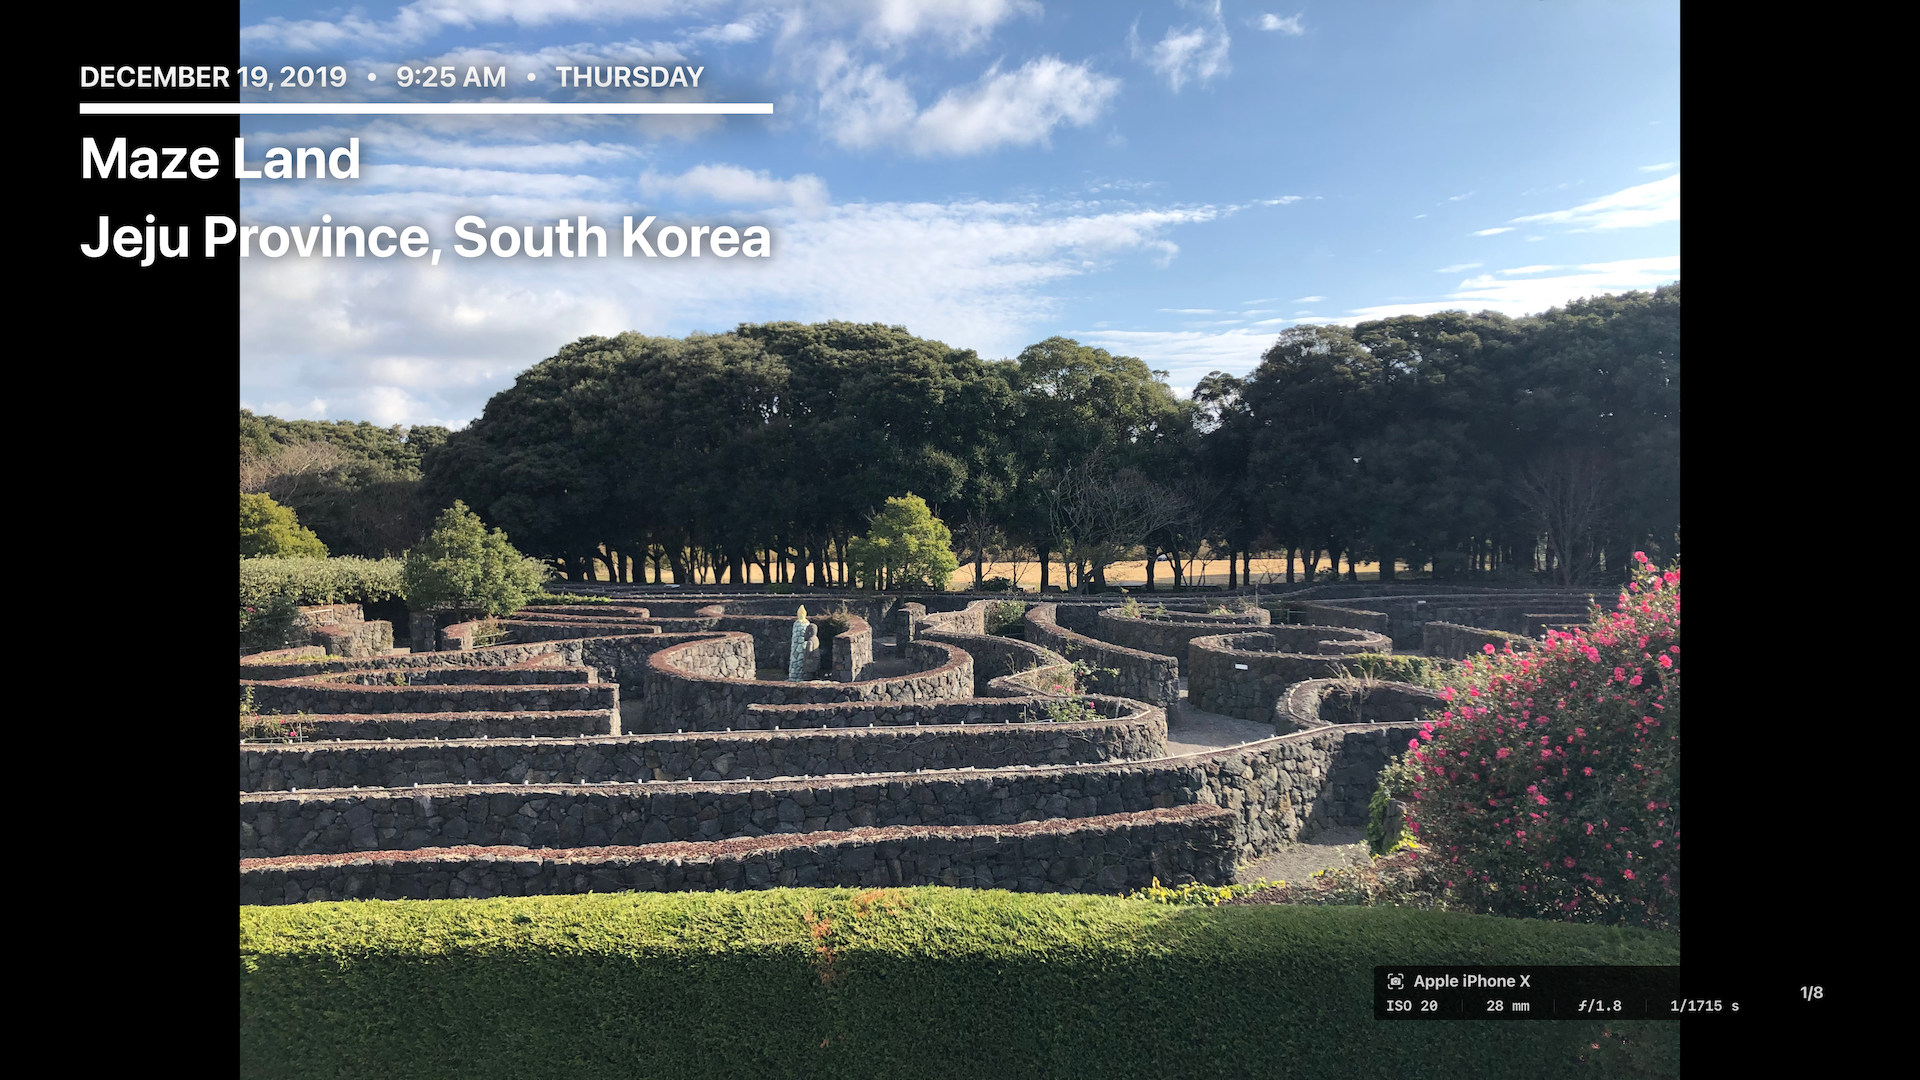 DECEMBER 19, 2019 • 9:25 AM • THURSDAY
Maze Land
Jeju Province, South Korea
Apple iPhone X
ISO 20 | 28 mm | ƒ/1.8 | 1/1715 s
1/8